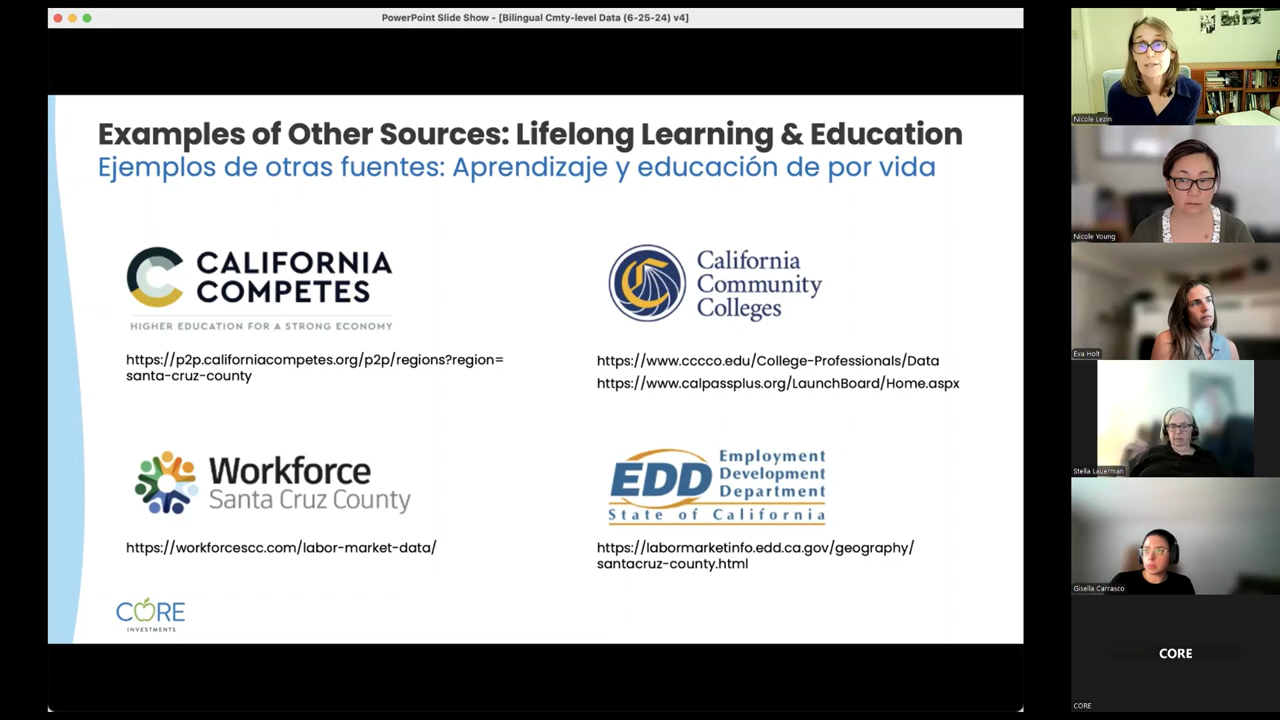 PowerPoint Slide Show - [Bilingual Cmty-level Data (6-25-24) v4]
Examples of Other Sources: Lifelong Learning & Education
Ejemplos de otras fuentes: Aprendizaje y educación de por vida
CALIFORNIA
COMPETES
HIGHER EDUCATION FOR A STRONG ECONOMY
https://p2p.californiacompetes.org/p2p/regions?region=
santa-cruz-county
California
Community
Colleges
https://www.cccco.edu/College-Professionals/Data
https://www.calpassplus.org/LaunchBoard/Home.aspx
Workforce
Santa Cruz County
https://workforcescc.com/labor-market-data/
EDD
Employment
Development
Department
State of California
https://labormarketinfo.edd.ca.gov/geography/
santacruz-county.html
CORE
INVESTMENTS
Nicole Lezin
Nicole Young
Eva Holt
Stella Lauerman
Gisella Carrasco
CORE
CORE